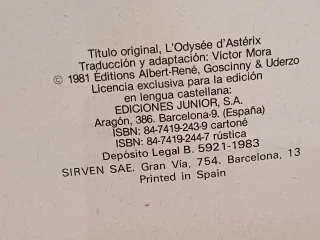 Título original, L'Odysée d'Astérix
Traducción y adaptación: Víctor Mora
© 1981 Éditions Albert-René, Goscinny & Uderzo
Licencia exclusiva para la edición
en lengua castellana:
EDICIONES JUNIOR, S.A.
Aragón, 386. Barcelona-9. (España)
ISBN: 84-7419-243-9 cartoné
ISBN: 84-7419-244-7 rústica
Depósito Legal B. 5921-1983
SIRVEN SAE. Gran Vía, 754. Barcelona, 13
Printed in Spain